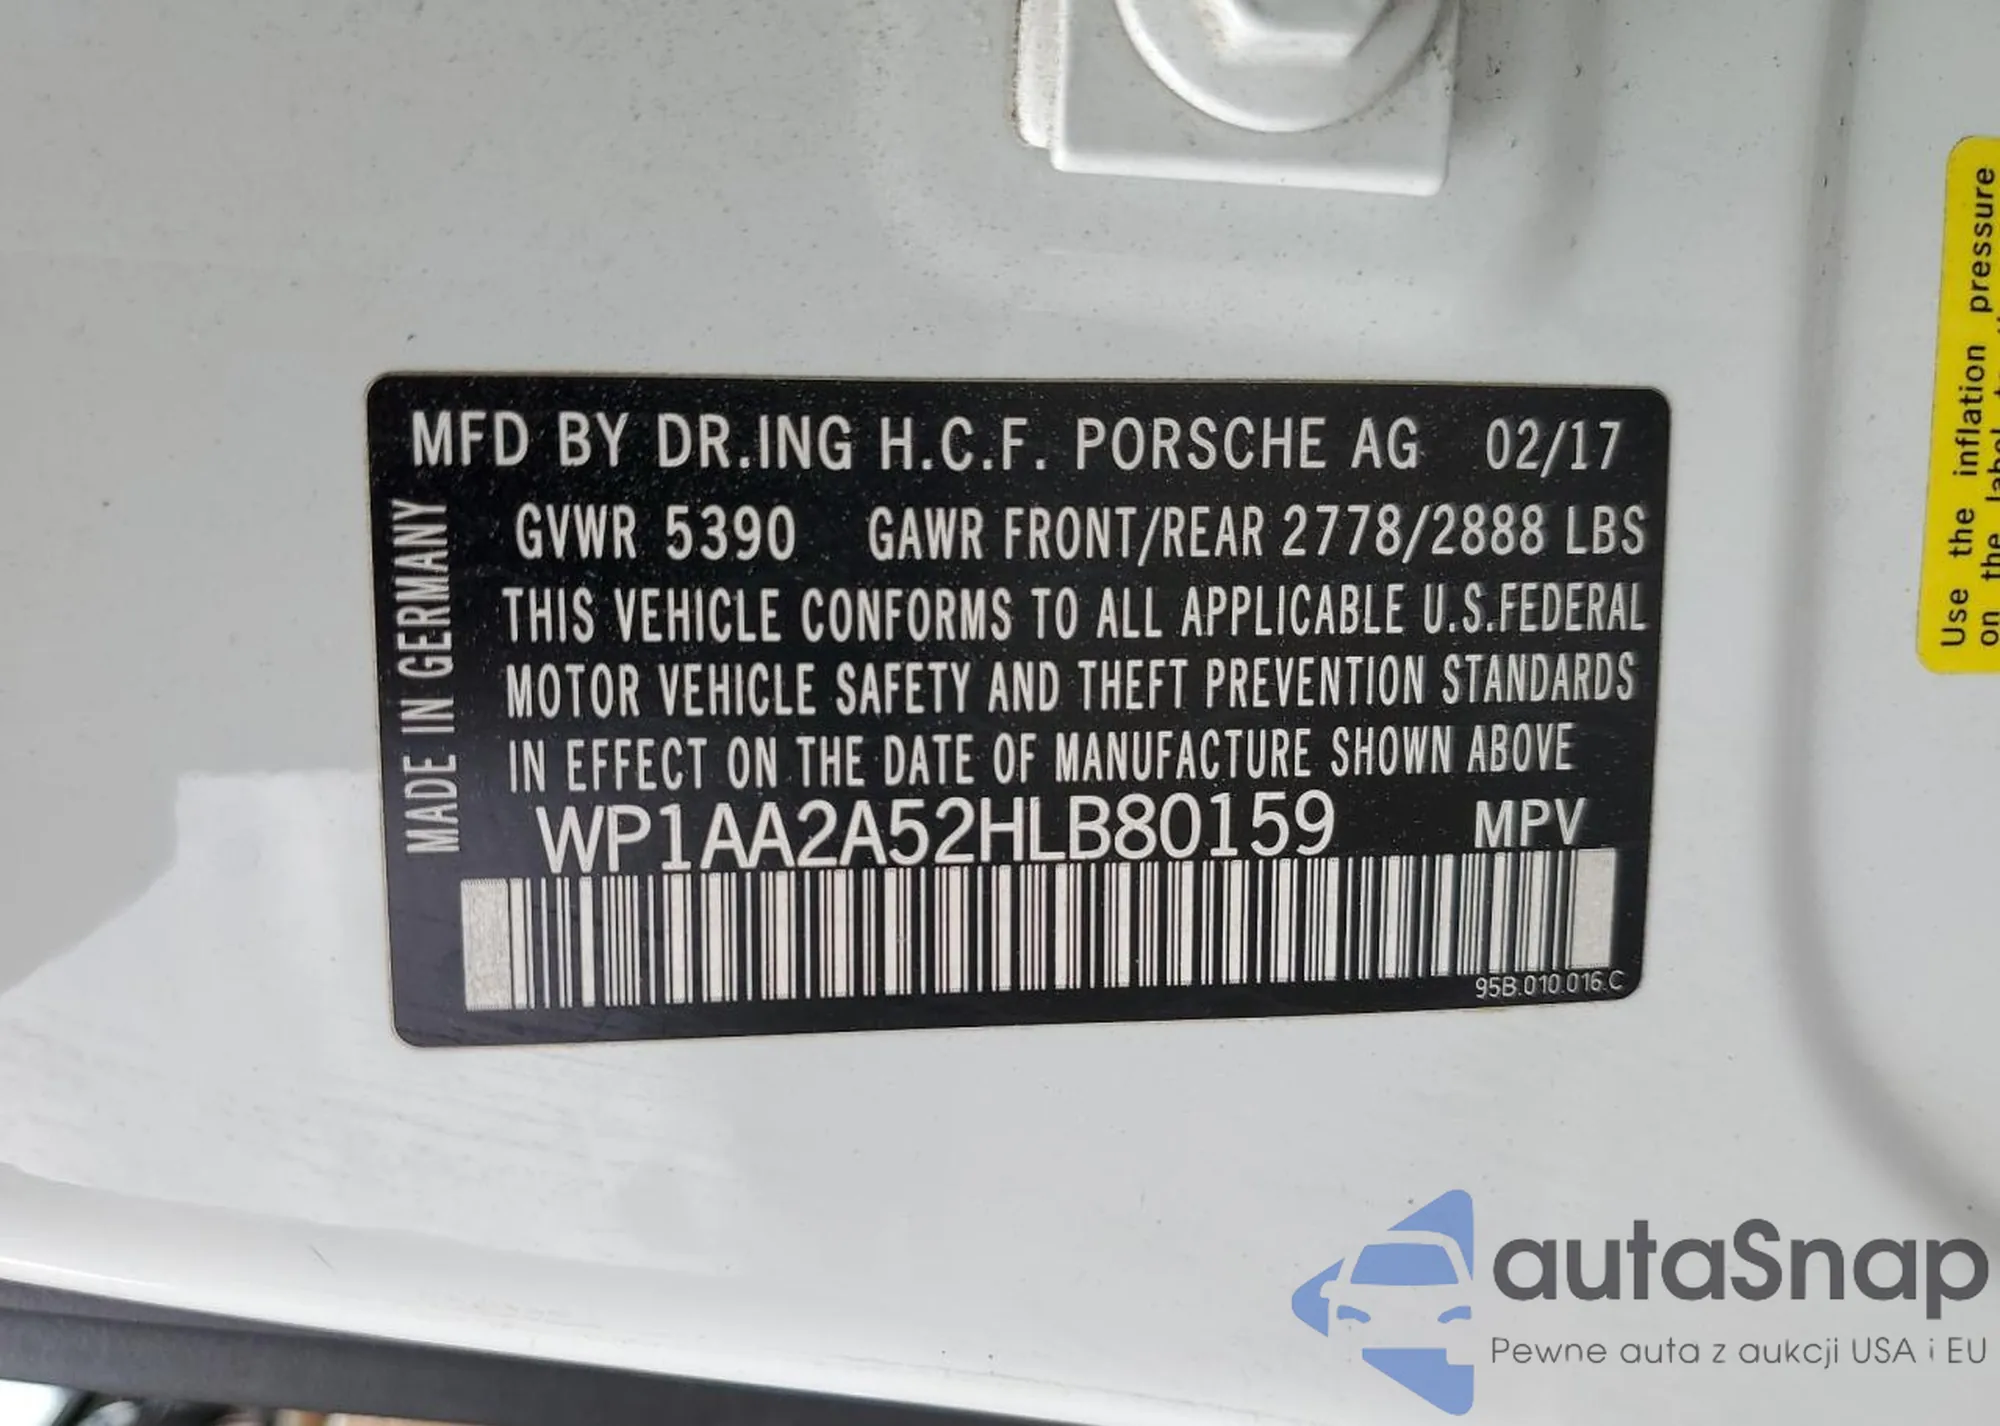 MFD BY DR.ING H.C.F. PORSCHE AG 02/17
GVWR 5390 GAWR FRONT/REAR 2778/2888 LBS
THIS VEHICLE CONFORMS TO ALL APPLICABLE U.S.FEDERAL
MOTOR VEHICLE SAFETY AND THEFT PREVENTION STANDARDS
IN EFFECT ON THE DATE OF MANUFACTURE SHOWN ABOVE
WP1AA2A52HLB80159 MPV
95B.010.016.C
MADE IN GERMANY
Use the inflation pressure
on the label
autaSnap
Pewne auta z aukcji USA i EU